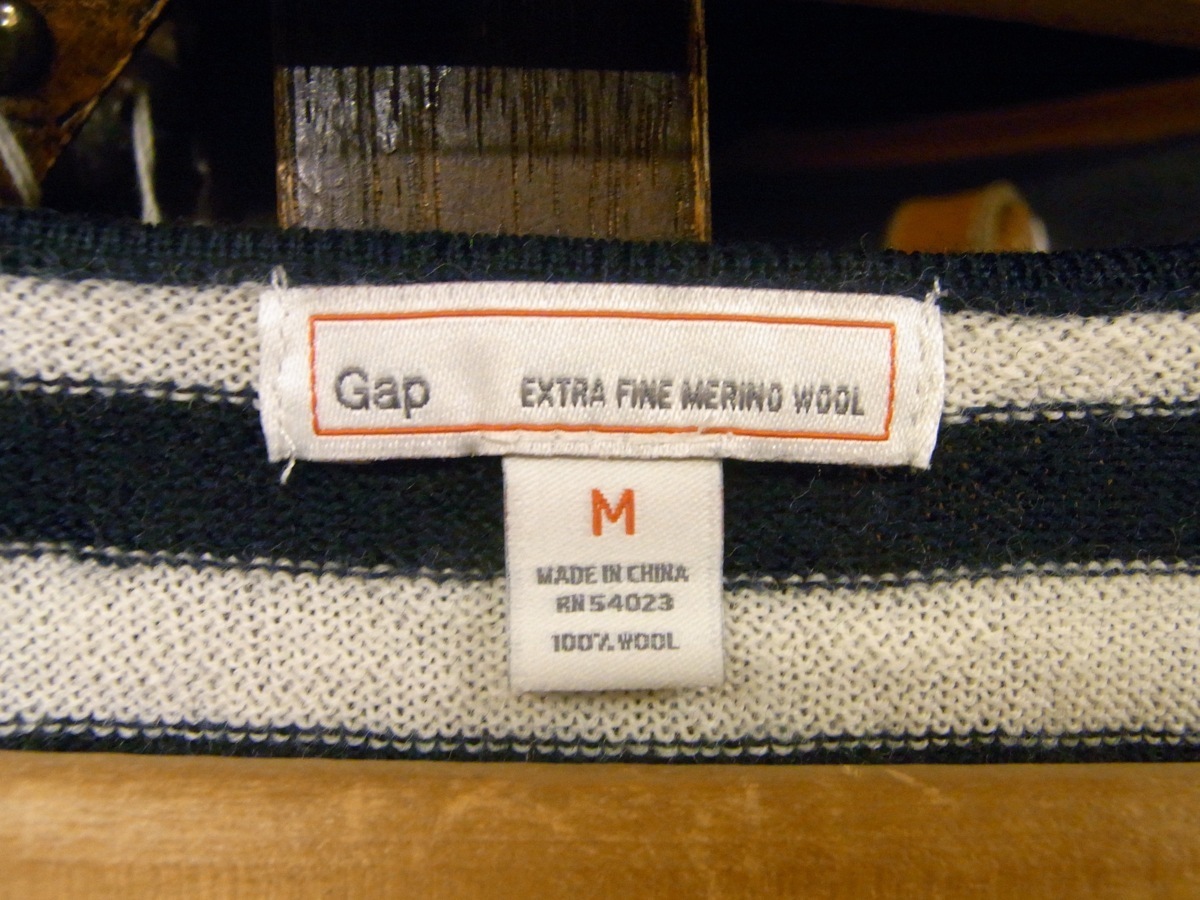 Gap EXTRA FINE MERINO WOOL
M
MADE IN CHINA
RN 54023
100% WOOL